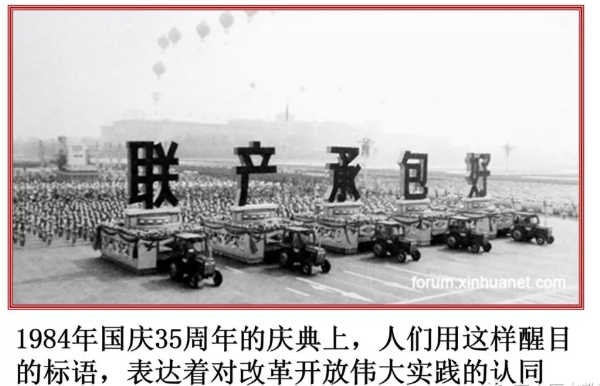 联产承包好
forum.xinhuanet.com
1984年国庆35周年的庆典上，人们用这样醒目
的标语，表达着对改革开放伟大实践的认同